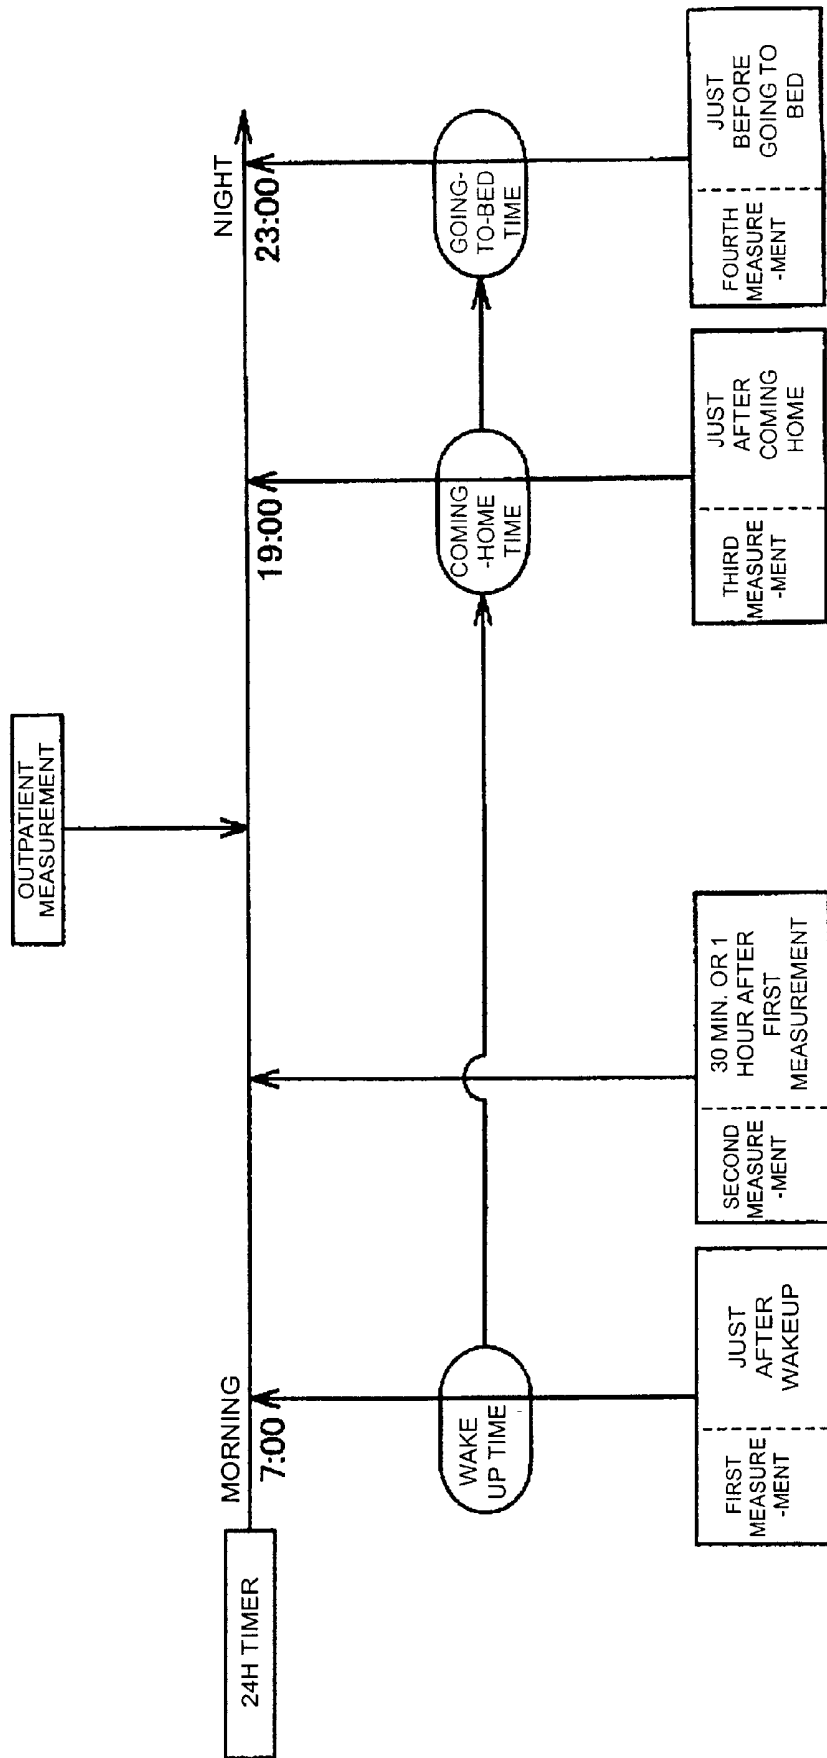 OUTPATIENT
MEASUREMENT
24H TIMER
MORNING
7:00
19:00
NIGHT
23:00
WAKE
UP TIME
COMING
-HOME
TIME
GOING-
TO-BED
TIME
FIRST
MEASURE
-MENT
JUST
AFTER
WAKEUP
SECOND
MEASURE
-MENT
30 MIN. OR 1
HOUR AFTER
FIRST
MEASUREMENT
THIRD
MEASURE
-MENT
JUST
AFTER
COMING
HOME
FOURTH
MEASURE
-MENT
JUST
BEFORE
GOING TO
BED